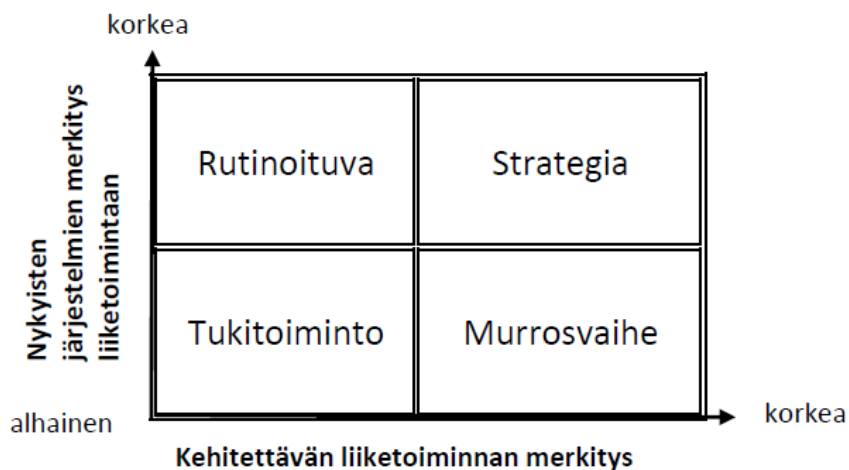 korkea
Nykyisten
järjestelmien merkitys
liiketoimintaan
Rutinoituva
Strategia
Tukitoiminto
Murrosvaihe
alhainen
korkea
Kehitettävän liiketoiminnan merkitys